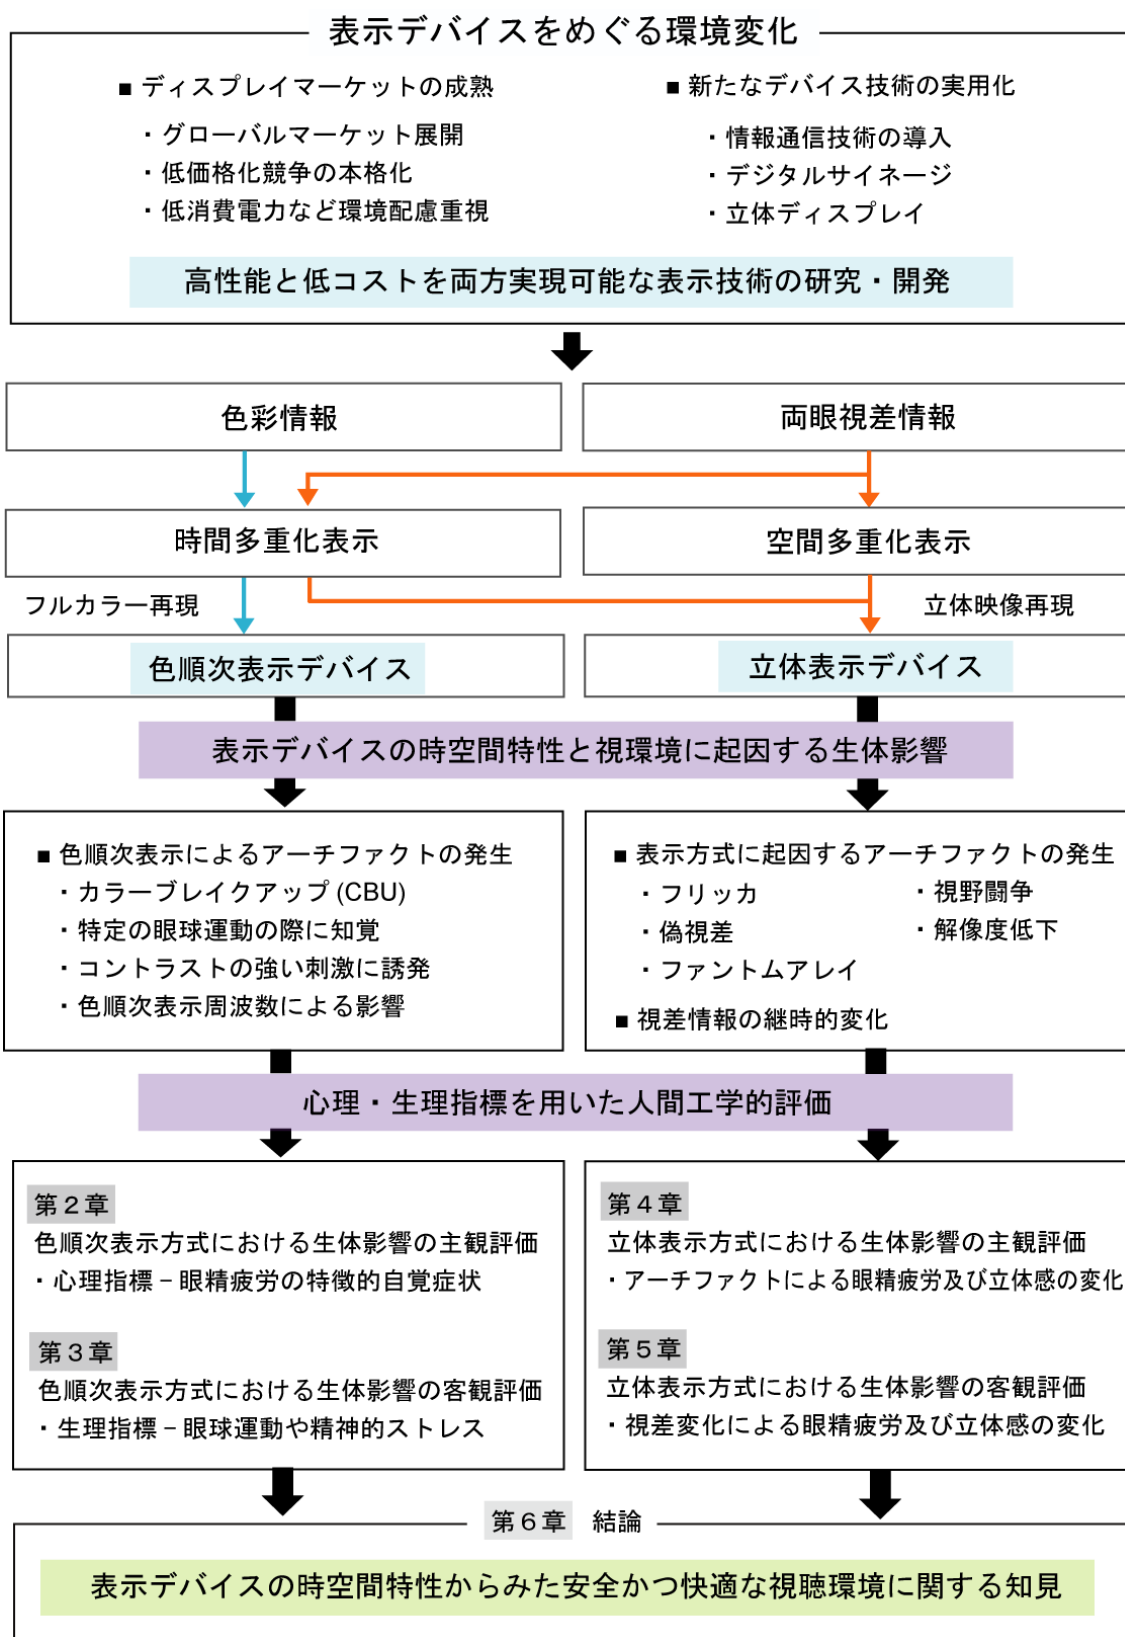 表示デバイスをめぐる環境変化
■ ディスプレイマーケットの成熟
・グローバルマーケット展開
・低価格化競争の本格化
・低消費電力など環境配慮重視
■ 新たなデバイス技術の実用化
・情報通信技術の導入
・デジタルサイネージ
・立体ディスプレイ
高性能と低コストを両方実現可能な表示技術の研究・開発
色彩情報
両眼視差情報
時間多重化表示
空間多重化表示
フルカラー再現
立体映像再現
色順次表示デバイス
立体表示デバイス
表示デバイスの時空間特性と視環境に起因する生体影響
■ 色順次表示によるアーチファクトの発生
・カラーブレイクアップ (CBU)
・特定の眼球運動の際に知覚
・コントラストの強い刺激に誘発
・色順次表示周波数による影響
■ 表示方式に起因するアーチファクトの発生
・フリッカ
・偽視差
・ファントムアレイ
・視野闘争
・解像度低下
■ 視差情報の継時的変化
心理・生理指標を用いた人間工学的評価
第２章
色順次表示方式における生体影響の主観評価
・心理指標－眼精疲労の特徴的自覚症状
第３章
色順次表示方式における生体影響の客観評価
・生理指標－眼球運動や精神的ストレス
第４章
立体表示方式における生体影響の主観評価
・アーチファクトによる眼精疲労及び立体感の変化
第５章
立体表示方式における生体影響の客観評価
・視差変化による眼精疲労及び立体感の変化
第６章 結論
表示デバイスの時空間特性からみた安全かつ快適な視聴環境に関する知見